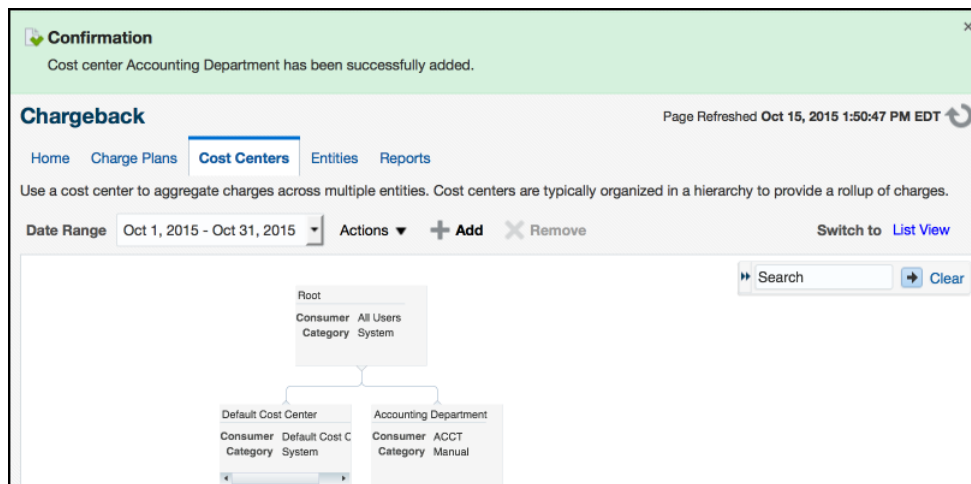 Confirmation
Cost center Accounting Department has been successfully added.
Chargeback
Page Refreshed Oct 15, 2015 1:50:47 PM EDT
Home Charge Plans Cost Centers Entities Reports
Use a cost center to aggregate charges across multiple entities. Cost centers are typically organized in a hierarchy to provide a rollup of charges.
Date Range Oct 1, 2015 - Oct 31, 2015 Actions Add Remove Switch to List View
Search Clear
Root
Consumer All Users
Category System
Default Cost Center
Consumer Default Cost C
Category System
Accounting Department
Consumer ACCT
Category Manual